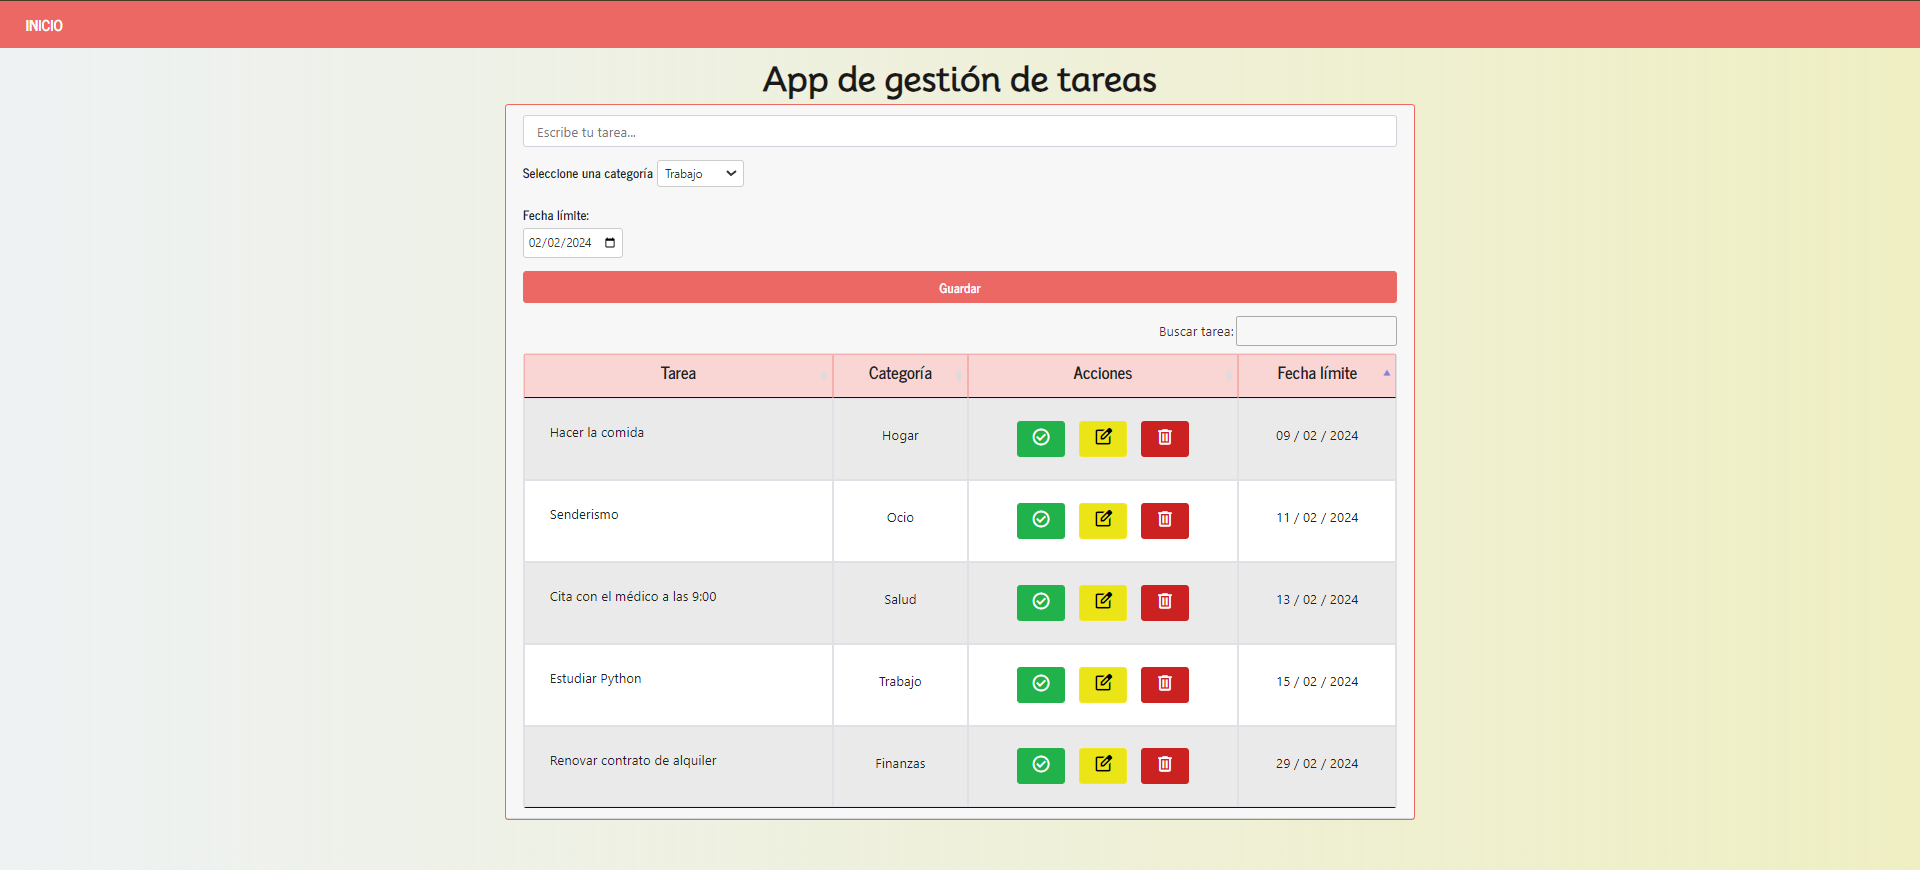 INICIO
App de gestión de tareas
Escribe tu tarea...
Seleccione una categoría Trabajo
Fecha límite:
02/02/2024
Guardar
Buscar tarea:
Tarea Categoría Acciones Fecha límite
Hacer la comida Hogar 09 / 02 / 2024
Senderismo Ocio 11 / 02 / 2024
Cita con el médico a las 9:00 Salud 13 / 02 / 2024
Estudiar Python Trabajo 15 / 02 / 2024
Renovar contrato de alquiler Finanzas 29 / 02 / 2024